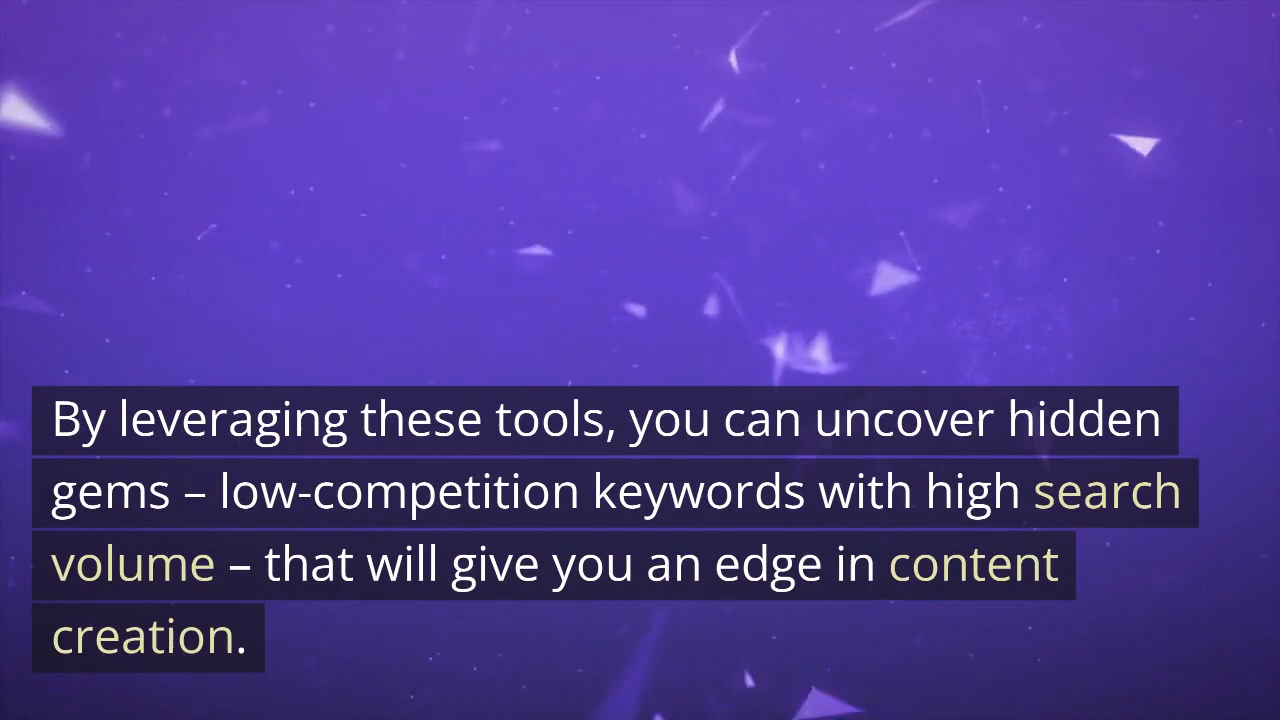 By leveraging these tools, you can uncover hidden
gems – low-competition keywords with high search
volume – that will give you an edge in content
creation.